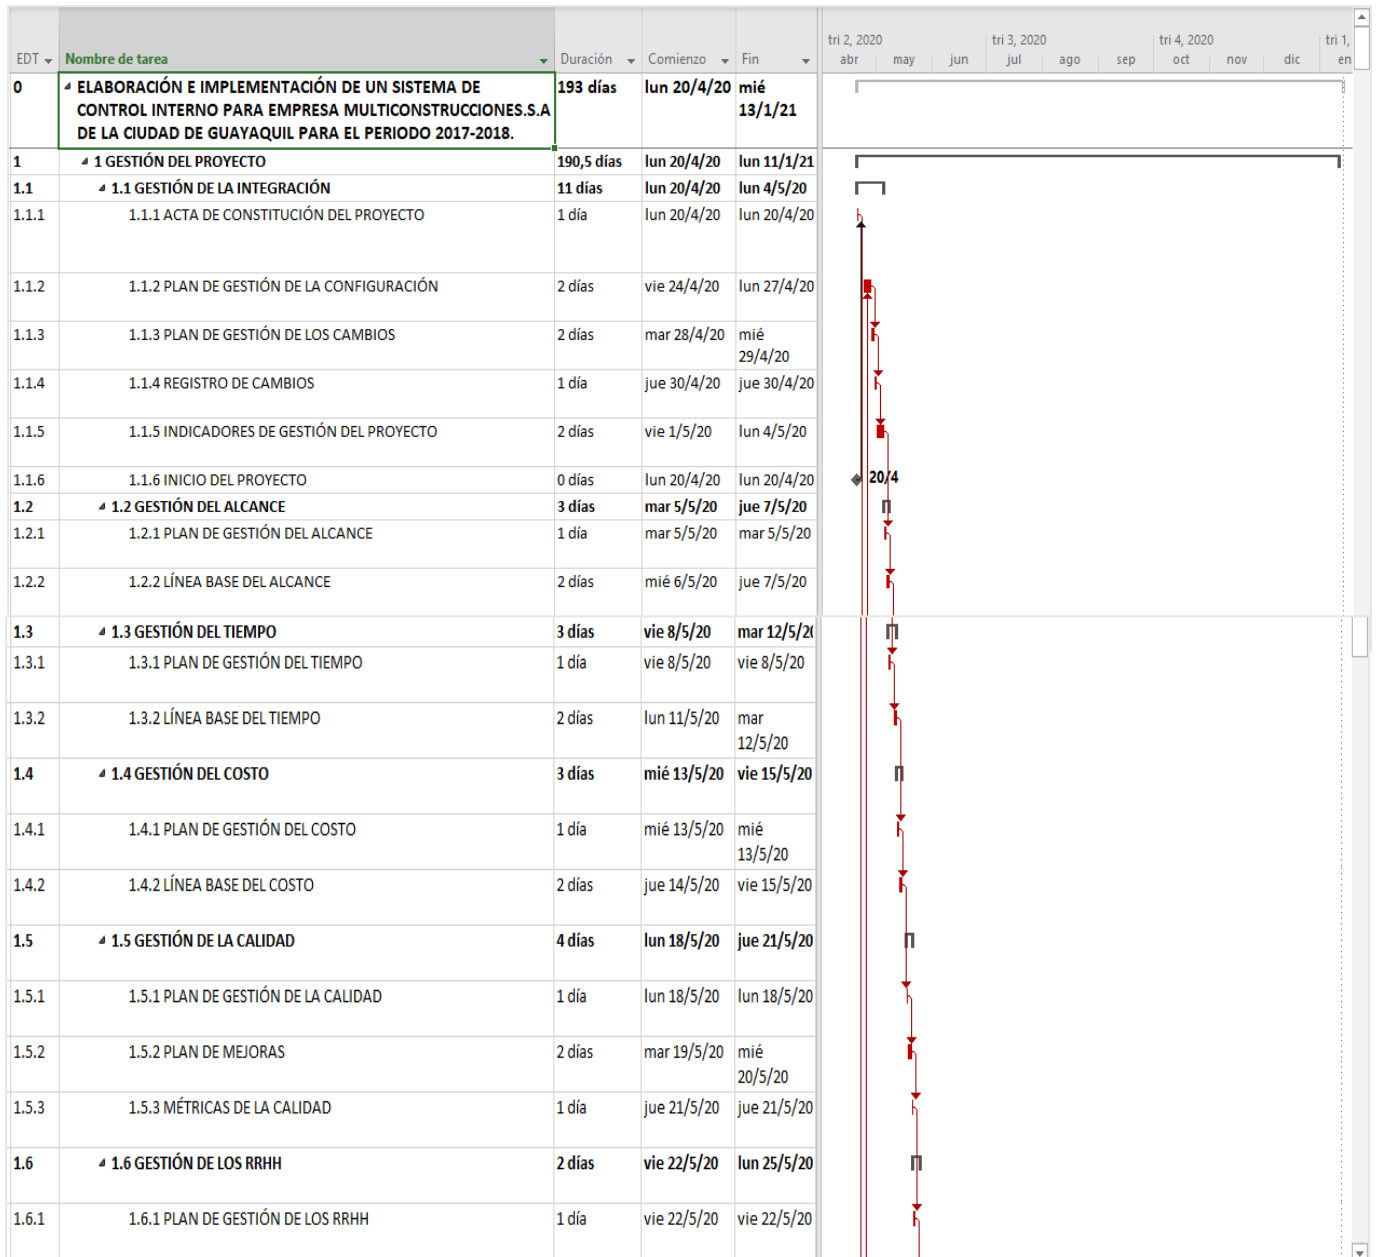 tri 2, 2020 tri 3, 2020 tri 4, 2020 tri 1,
EDT Nombre de tarea Duración Comienzo Fin abr may jun jul ago sep oct nov dic en
0 ELABORACIÓN E IMPLEMENTACIÓN DE UN SISTEMA DE 193 días lun 20/4/20 mié
CONTROL INTERNO PARA EMPRESA MULTICONSTRUCCIONES.S.A 13/1/21
DE LA CIUDAD DE GUAYAQUIL PARA EL PERIODO 2017-2018.
1 1 GESTIÓN DEL PROYECTO 190,5 días lun 20/4/20 lun 11/1/21
1.1 1.1 GESTIÓN DE LA INTEGRACIÓN 11 días lun 20/4/20 lun 4/5/20
1.1.1 1.1.1 ACTA DE CONSTITUCIÓN DEL PROYECTO 1 día lun 20/4/20 lun 20/4/20
1.1.2 1.1.2 PLAN DE GESTIÓN DE LA CONFIGURACIÓN 2 días vie 24/4/20 lun 27/4/20
1.1.3 1.1.3 PLAN DE GESTIÓN DE LOS CAMBIOS 2 días mar 28/4/20 mié
29/4/20
1.1.4 1.1.4 REGISTRO DE CAMBIOS 1 día jue 30/4/20 jue 30/4/20
1.1.5 1.1.5 INDICADORES DE GESTIÓN DEL PROYECTO 2 días vie 1/5/20 lun 4/5/20
1.1.6 1.1.6 INICIO DEL PROYECTO 0 días lun 20/4/20 lun 20/4/20 20/4
1.2 1.2 GESTIÓN DEL ALCANCE 3 días mar 5/5/20 jue 7/5/20
1.2.1 1.2.1 PLAN DE GESTIÓN DEL ALCANCE 1 día mar 5/5/20 mar 5/5/20
1.2.2 1.2.2 LÍNEA BASE DEL ALCANCE 2 días mié 6/5/20 jue 7/5/20
1.3 1.3 GESTIÓN DEL TIEMPO 3 días vie 8/5/20 mar 12/5/20
1.3.1 1.3.1 PLAN DE GESTIÓN DEL TIEMPO 1 día vie 8/5/20 vie 8/5/20
1.3.2 1.3.2 LÍNEA BASE DEL TIEMPO 2 días lun 11/5/20 mar
12/5/20
1.4 1.4 GESTIÓN DEL COSTO 3 días mié 13/5/20 vie 15/5/20
1.4.1 1.4.1 PLAN DE GESTIÓN DEL COSTO 1 día mié 13/5/20 mié
13/5/20
1.4.2 1.4.2 LÍNEA BASE DEL COSTO 2 días jue 14/5/20 vie 15/5/20
1.5 1.5 GESTIÓN DE LA CALIDAD 4 días lun 18/5/20 jue 21/5/20
1.5.1 1.5.1 PLAN DE GESTIÓN DE LA CALIDAD 1 día lun 18/5/20 lun 18/5/20
1.5.2 1.5.2 PLAN DE MEJORAS 2 días mar 19/5/20 mié
20/5/20
1.5.3 1.5.3 MÉTRICAS DE LA CALIDAD 1 día jue 21/5/20 jue 21/5/20
1.6 1.6 GESTIÓN DE LOS RRHH 2 días vie 22/5/20 lun 25/5/20
1.6.1 1.6.1 PLAN DE GESTIÓN DE LOS RRHH 1 día vie 22/5/20 vie 22/5/20